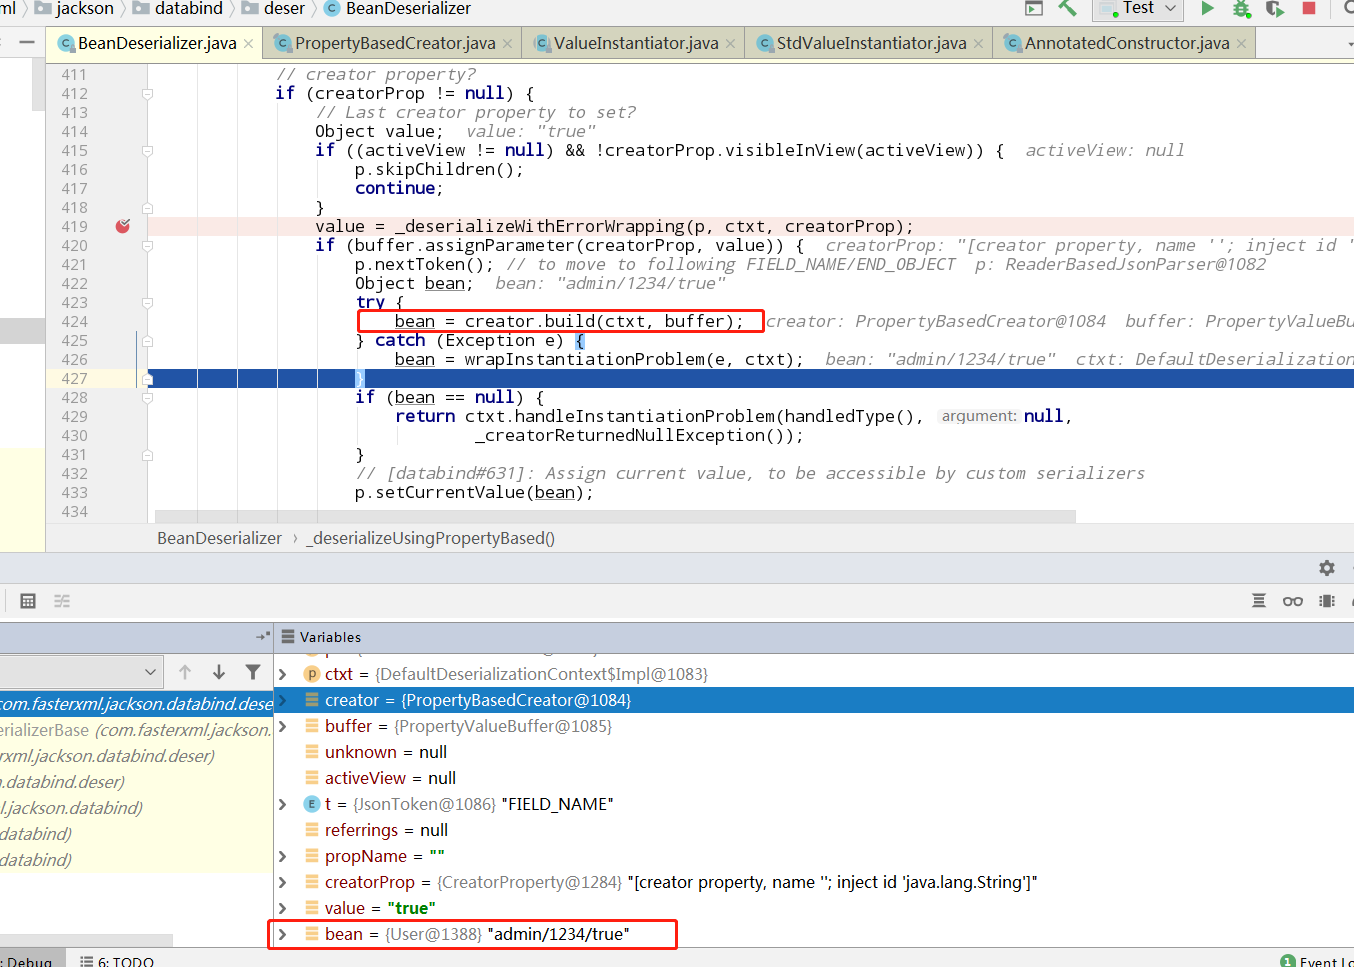 ml jackson databind deser BeanDeserializer Test
BeanDeserializer.java PropertyBasedCreator.java ValueInstantiator.java StdValueInstantiator.java AnnotatedConstructor.java
411 // creator property?
412 if (creatorProp != null) {
413 // Last creator property to set?
414 Object value; value: "true"
415 if ((activeView != null) && !creatorProp.visibleInView(activeView)) { activeView: null
416 p.skipChildren();
417 continue;
418 }
419 value = _deserializeWithErrorWrapping(p, ctxt, creatorProp);
420 if (buffer.assignParameter(creatorProp, value)) { creatorProp: "[creator property, name ''; inject id '
421 p.nextToken(); // to move to following FIELD_NAME/END_OBJECT p: ReaderBasedJsonParser@1082
422 Object bean; bean: "admin/1234/true"
423 try {
424 bean = creator.build(ctxt, buffer); creator: PropertyBasedCreator@1084 buffer: PropertyValueBu
425 } catch (Exception e) {
426 bean = wrapInstantiationProblem(e, ctxt); bean: "admin/1234/true" ctxt: DefaultDeserialization
427 }
428 if (bean == null) {
429 return ctxt.handleInstantiationProblem(handledType(), argument: null,
430 _creatorReturnedNullException());
431 }
432 // [databind#631]: Assign current value, to be accessible by custom serializers
433 p.setCurrentValue(bean);
434
BeanDeserializer › _deserializeUsingPropertyBased()
Variables
ctxt = {DefaultDeserializationContext$Impl@1083}
com.fasterxml.jackson.databind.dese
creator = {PropertyBasedCreator@1084}
erializerBase (com.fasterxml.jackson.
buffer = {PropertyValueBuffer@1085}
rxml.jackson.databind.deser)
unknown = null
.databind.deser)
activeView = null
l.jackson.databind)
t = {JsonToken@1086} "FIELD_NAME"
databind)
referrings = null
databind)
propName = ""
creatorProp = {CreatorProperty@1284} "[creator property, name ''; inject id 'java.lang.String']"
value = "true"
bean = {User@1388} "admin/1234/true"
: Debug 6: TODO 1 Event Lo